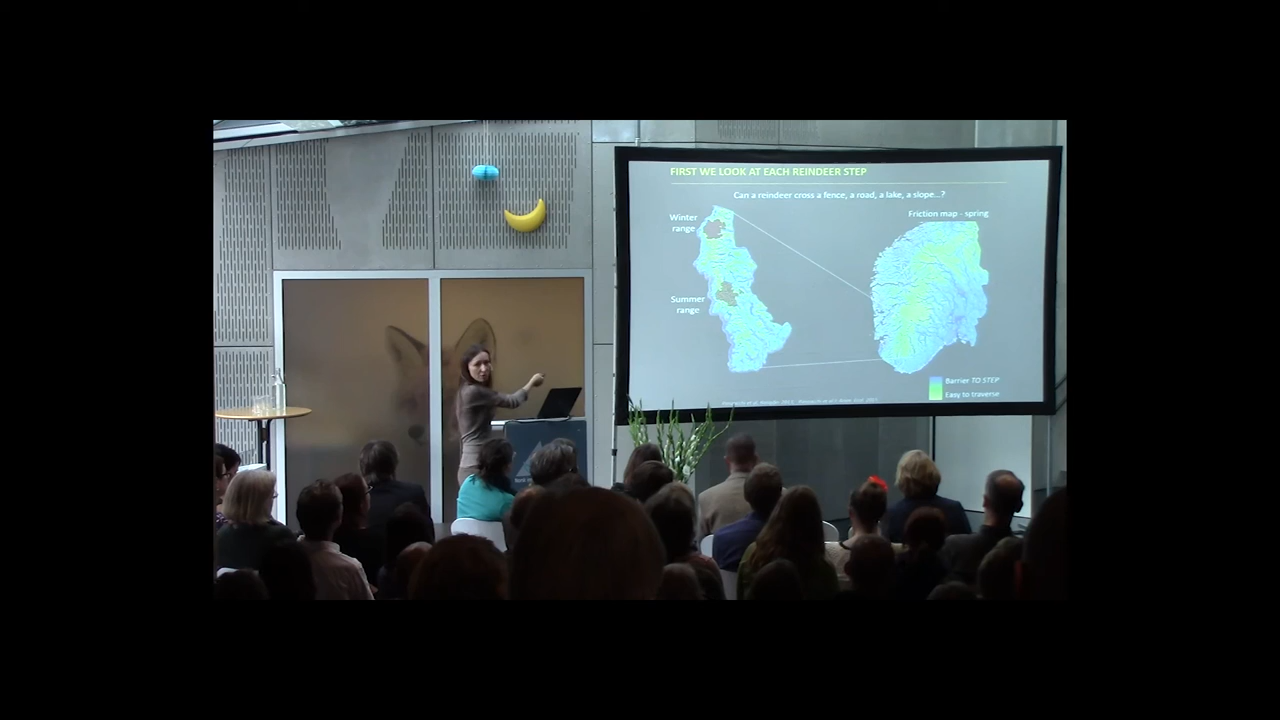 FIRST WE LOOK AT EACH REINDEER STEP
Can a reindeer cross a fence, a road, a lake, a slope...?
Winter
range
Friction map - spring
Summer
range
Barrier TO STEP
Easy to traverse